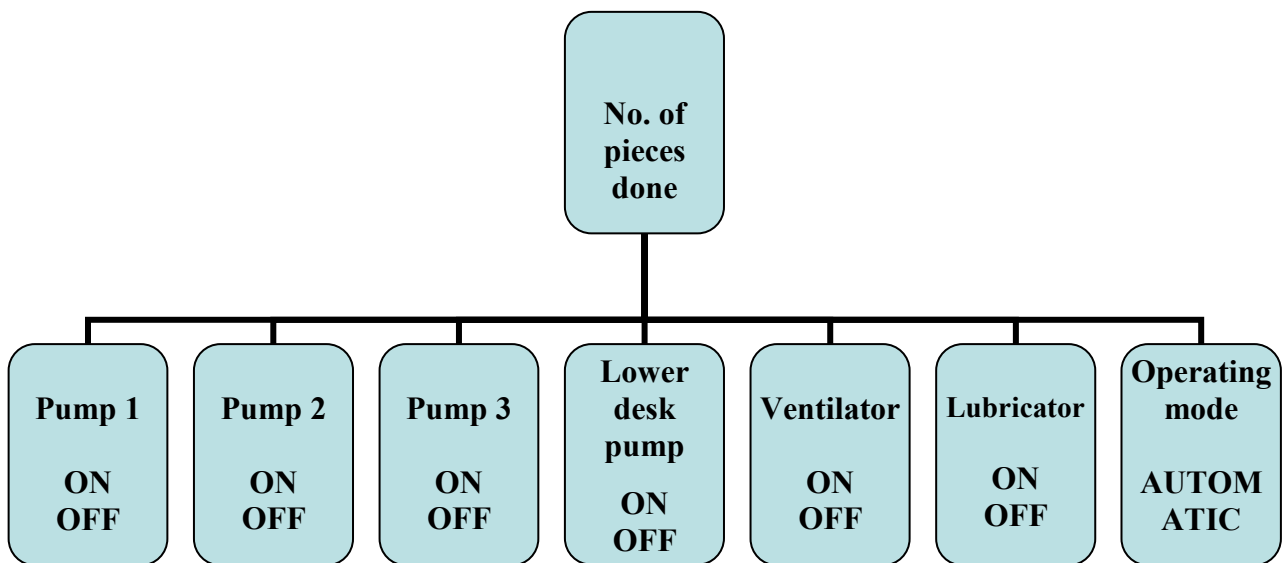 No. of
pieces
done
Pump 1
ON
OFF
Pump 2
ON
OFF
Pump 3
ON
OFF
Lower
desk
pump
ON
OFF
Ventilator
ON
OFF
Lubricator
ON
OFF
Operating
mode
AUTOM
ATIC